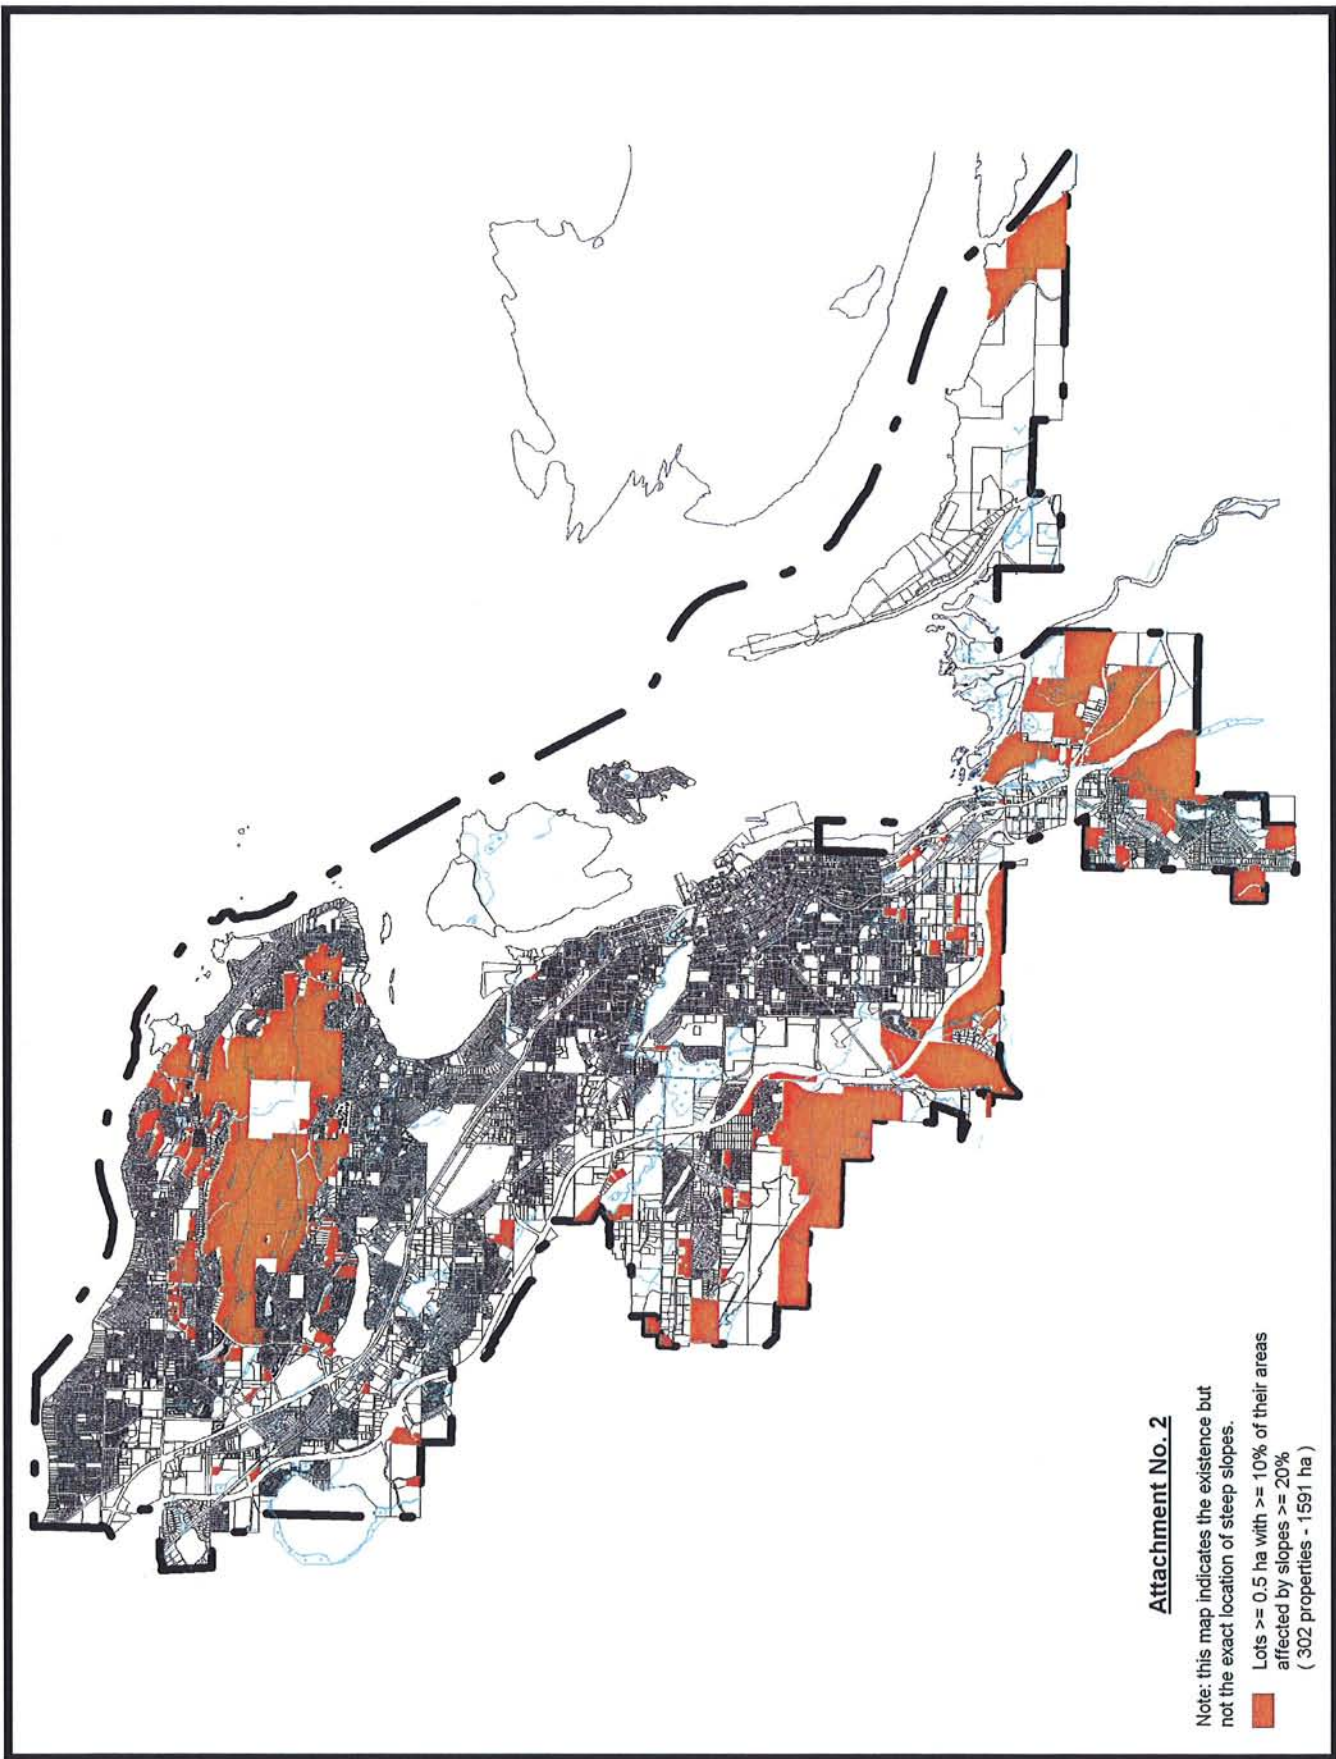 Attachment No. 2
Note: this map indicates the existence but
not the exact location of steep slopes.
Lots >= 0.5 ha with >= 10% of their areas
affected by slopes >= 20%
( 302 properties - 1591 ha )